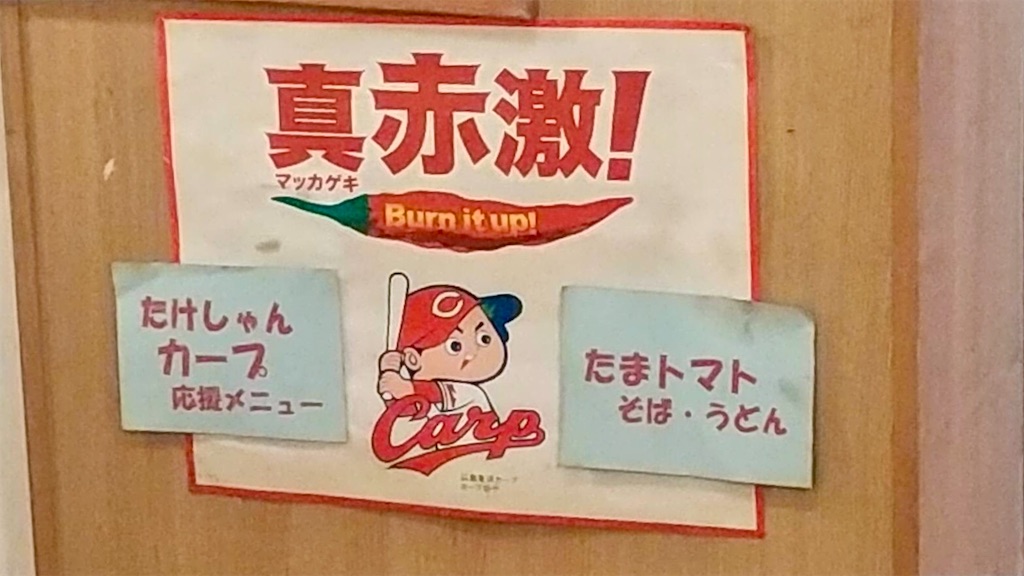 真赤激!
マッカゲキ
Burn it up!
たけしゃん
カープ
応援メニュー
C
Carp
たまトマト
そば・うどん